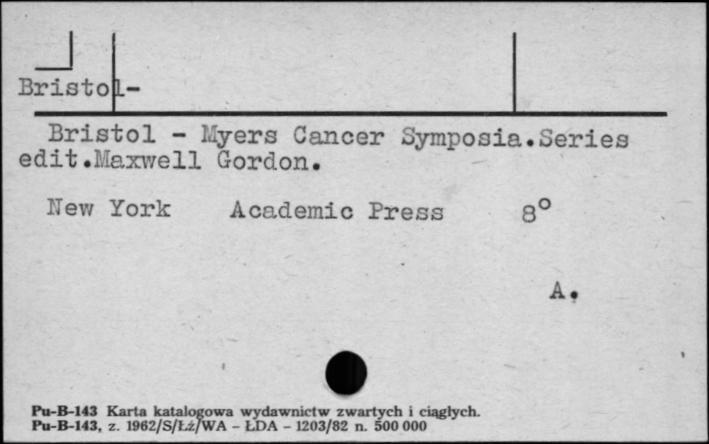 Bristol-
Bristol - Myers Cancer Symposia.Series
edit.Maxwell Gordon.
New York Academic Press 8°
A.
Pu-B-143 Karta katalogowa wydawnictw zwartych i ciągłych.
Pu-B-143, z. 1962/S/Łż/WA - ŁDA - 1203/82 n. 500 000